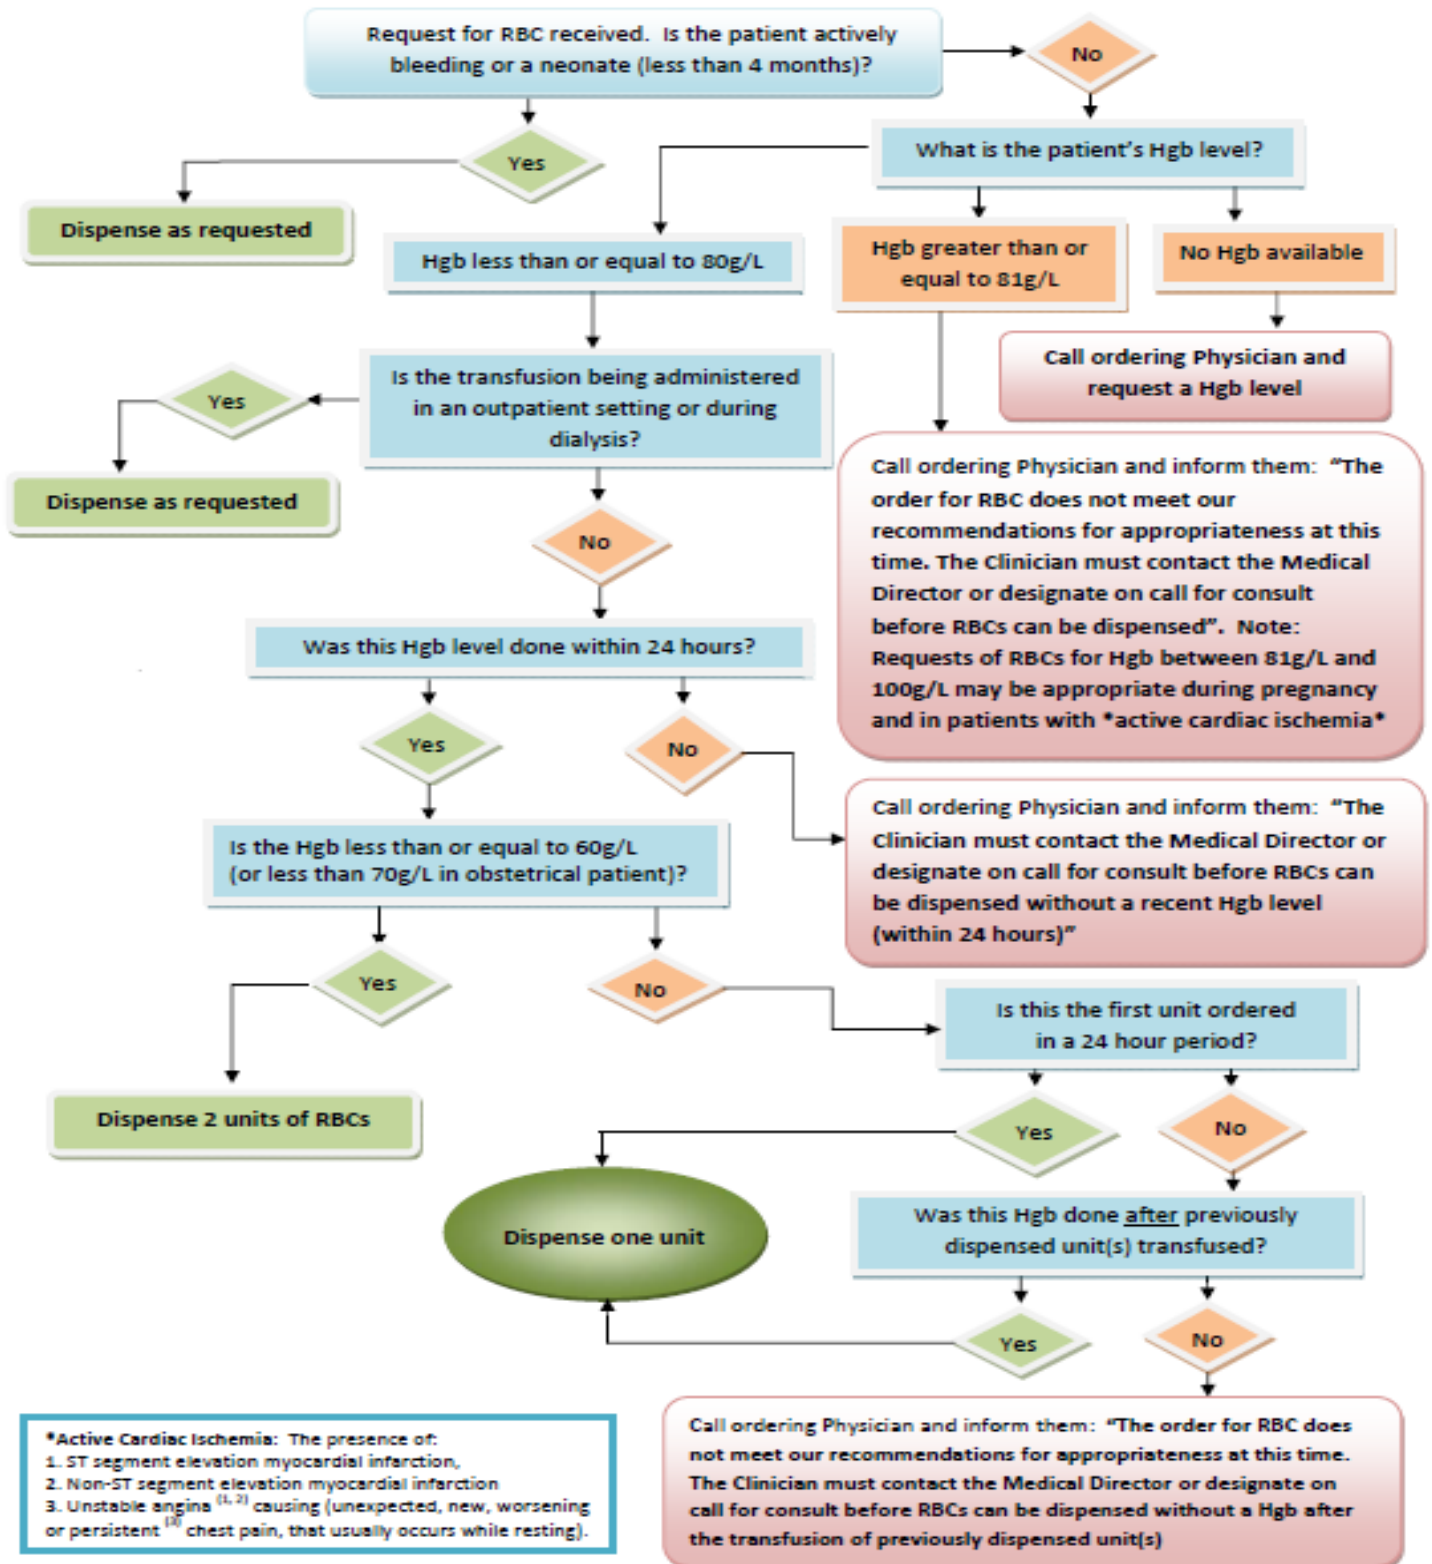 Request for RBC received. Is the patient actively
bleeding or a neonate (less than 4 months)?
No
Yes
What is the patient's Hgb level?
Dispense as requested
Hgb less than or equal to 80g/L
Hgb greater than or
equal to 81g/L
No Hgb available
Call ordering Physician and
request a Hgb level
Is the transfusion being administered
in an outpatient setting or during
dialysis?
Yes
Dispense as requested
No
Call ordering Physician and inform them: "The
order for RBC does not meet our
recommendations for appropriateness at this
time. The Clinician must contact the Medical
Director or designate on call for consult
before RBCs can be dispensed". Note:
Requests of RBCs for Hgb between 81g/L and
100g/L may be appropriate during pregnancy
and in patients with *active cardiac ischemia*
Was this Hgb level done within 24 hours?
Yes
No
Call ordering Physician and inform them: "The
Clinician must contact the Medical Director or
designate on call for consult before RBCs can
be dispensed without a recent Hgb level
(within 24 hours)"
Is the Hgb less than or equal to 60g/L
(or less than 70g/L in obstetrical patient)?
Yes
No
Is this the first unit ordered
in a 24 hour period?
Dispense 2 units of RBCs
Yes
No
Dispense one unit
Was this Hgb done after previously
dispensed unit(s) transfused?
Yes
No
*Active Cardiac Ischemia: The presence of:
1. ST segment elevation myocardial infarction,
2. Non-ST segment elevation myocardial infarction
3. Unstable angina (1, 2) causing (unexpected, new, worsening
or persistent (3) chest pain, that usually occurs while resting).
Call ordering Physician and inform them: "The order for RBC does
not meet our recommendations for appropriateness at this time.
The Clinician must contact the Medical Director or designate on
call for consult before RBCs can be dispensed without a Hgb after
the transfusion of previously dispensed unit(s)